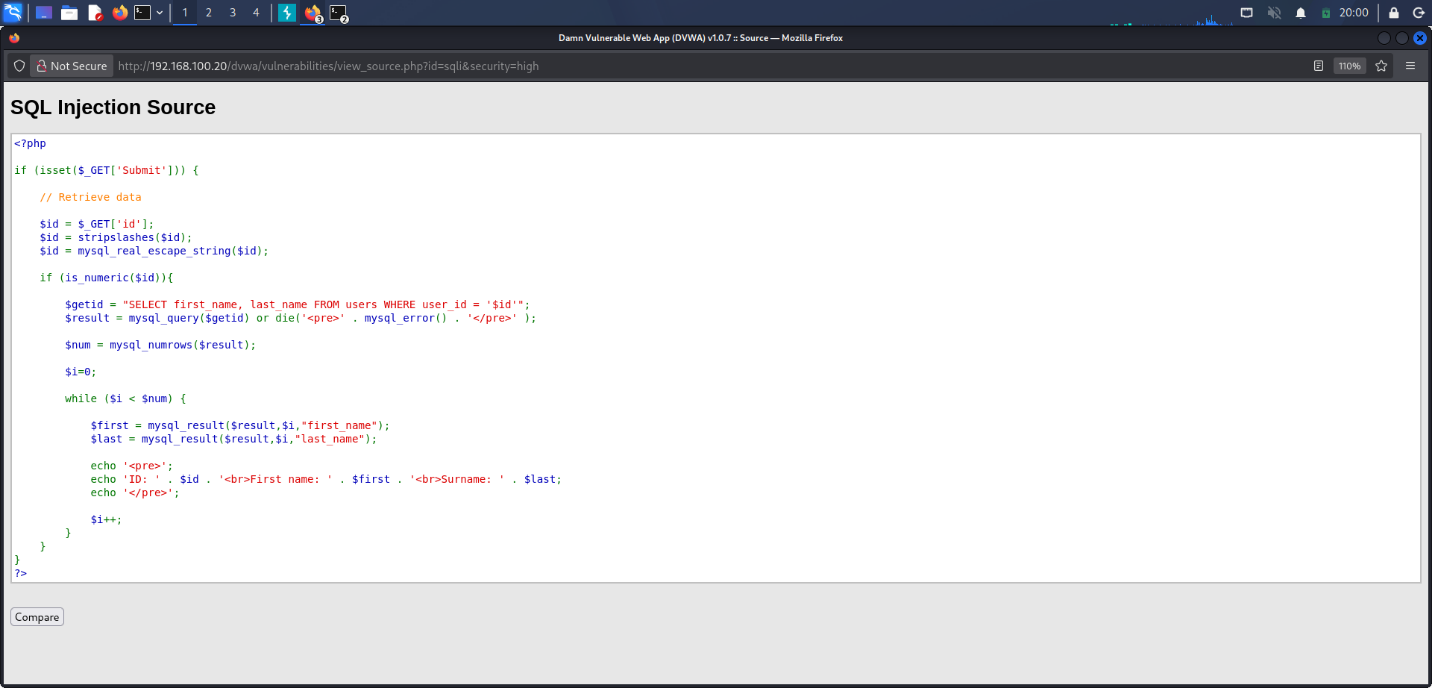 1 2 3 4 3 2 20:00
Damn Vulnerable Web App (DVWA) v1.0.7 :: Source — Mozilla Firefox
Not Secure http://192.168.100.20/dvwa/vulnerabilities/view_source.php?id=sqli&security=high 110%
SQL Injection Source
<?php
if (isset($_GET['Submit'])) {
// Retrieve data
$id = $_GET['id'];
$id = stripslashes($id);
$id = mysql_real_escape_string($id);
if (is_numeric($id)){
$getid = "SELECT first_name, last_name FROM users WHERE user_id = '$id'";
$result = mysql_query($getid) or die('<pre>' . mysql_error() . '</pre>' );
$num = mysql_numrows($result);
$i=0;
while ($i < $num) {
$first = mysql_result($result,$i,"first_name");
$last = mysql_result($result,$i,"last_name");
echo '<pre>';
echo 'ID: ' . $id . '<br>First name: ' . $first . '<br>Surname: ' . $last;
echo '</pre>';
$i++;
}
}
}
?>
Compare